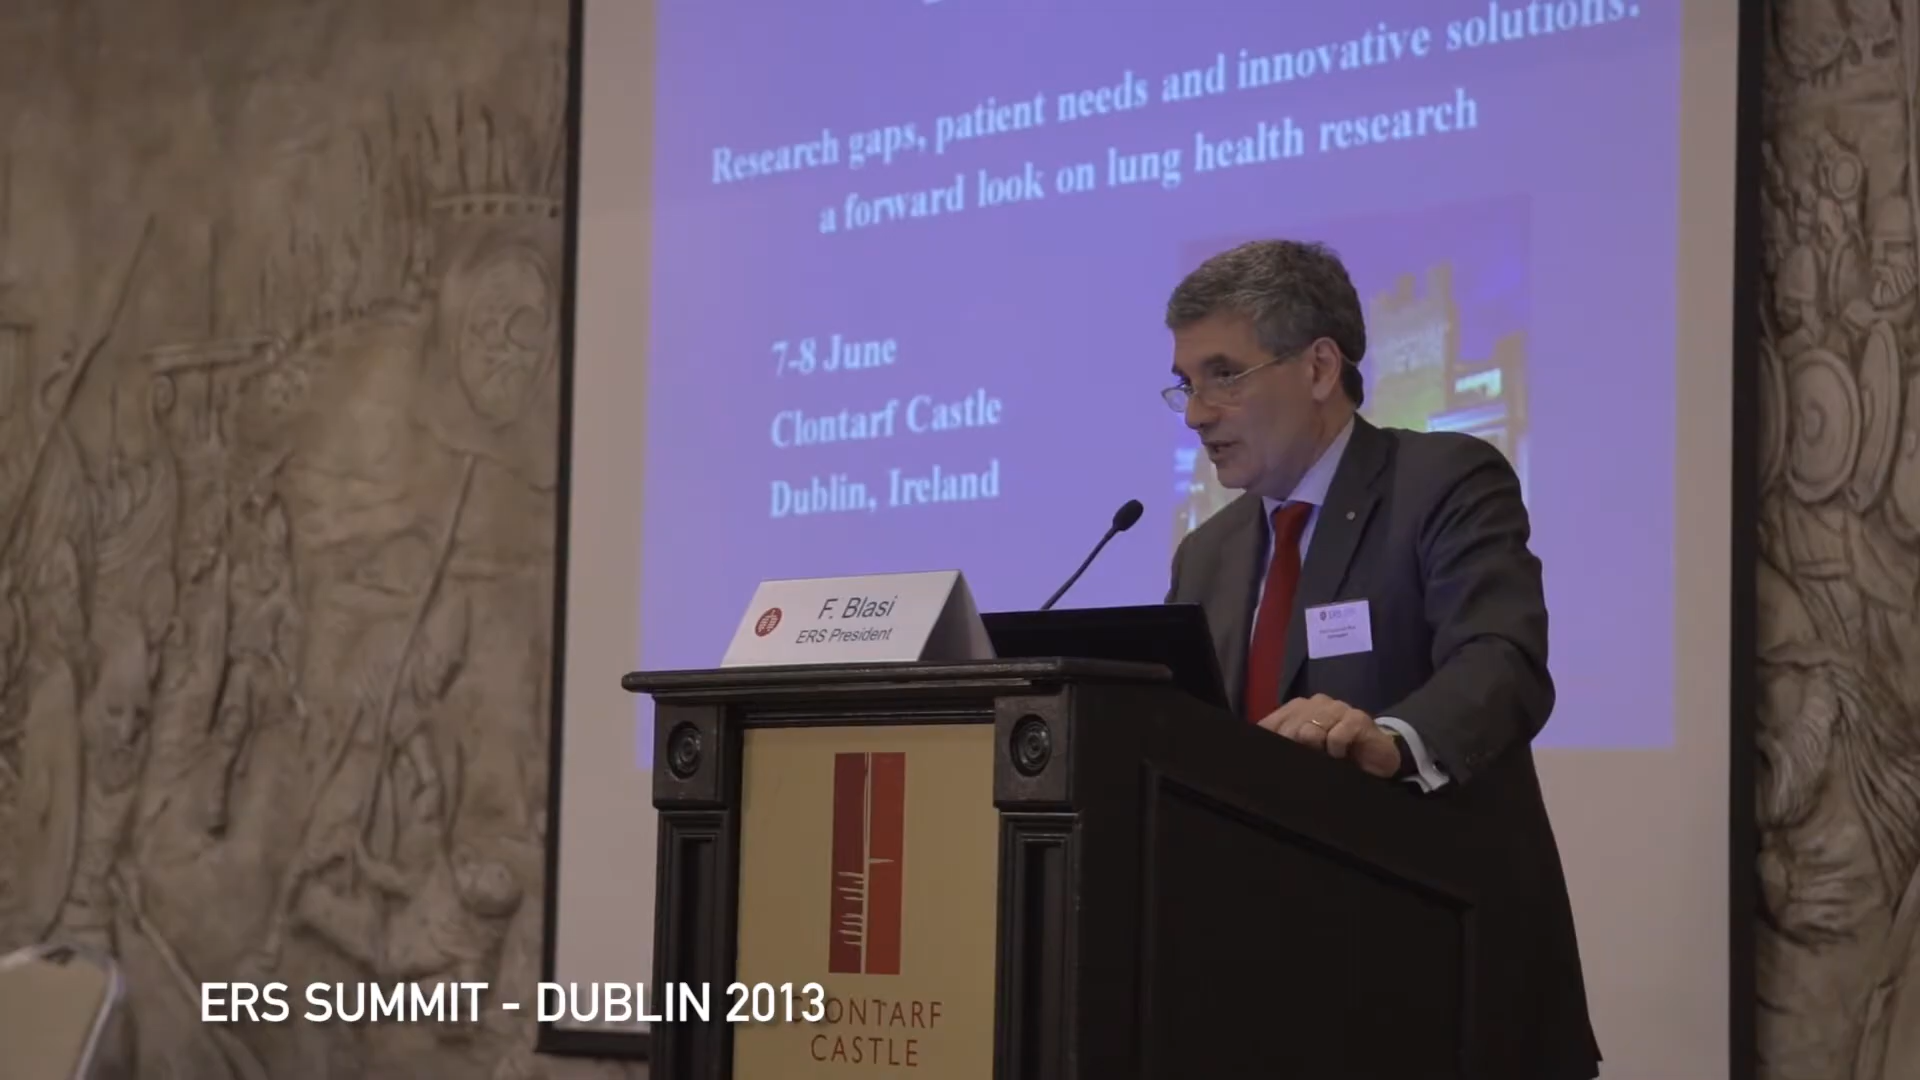 Research gaps, patient needs and innovative solutions:
a forward look on lung health research
7-8 June
Clontarf Castle
Dublin, Ireland
F. Blasi
ERS President
ERS SUMMIT - DUBLIN 2013
CLONTARF
CASTLE